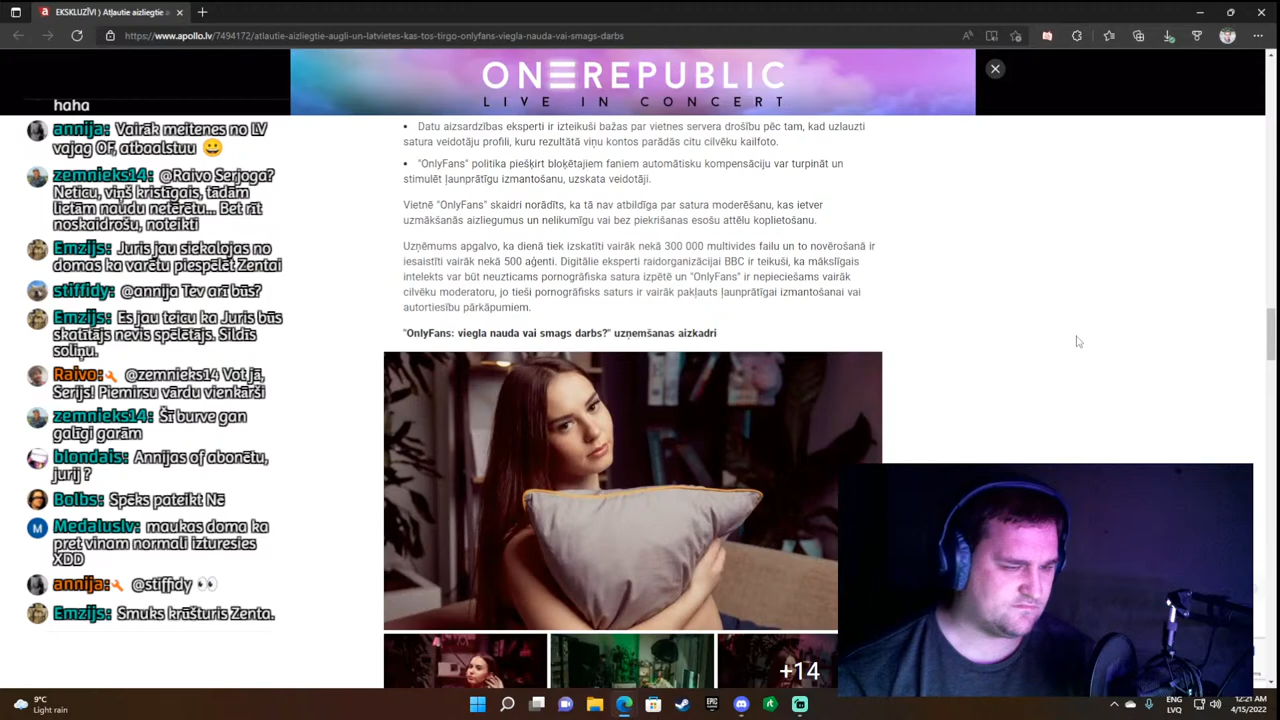 EKSKLUZĪVI ) Atļautie aizliegtie a
https://www.apollo.lv/7494172/atlautie-aizliegtie-augli-un-latvietes-kas-tos-tirgo-onlyfans-viegla-nauda-vai-smags-darbs
ONEREPUBLIC
LIVE IN CONCERT
haha
annija: Vairāk meitenes no LV
vajag OF, atbaalstuu
zemnieks14: @Raivo Serjoga?
Neticu, viņš kristīgais, tādām
lietām naudu netērētu... Bet rīt
noskaidrošu, noteikti
Emzijs: Juris jau siekalojas no
domas ka varētu piespēlēt Zentai
stiffidy: @annija Tev arī būs?
Emzijs: Es jau teicu ka Juris būs
skatītājs nevis spēlētājs. Sildīs
soliņu.
Raivo: @zemnieks14 Vot jā,
Serijs! Piemirsu vārdu vienkārši
zemnieks14: Šī burve gan
galīgi garām
blondais: Annijas of abonētu,
jurij ?
Bolbs: Spēks pateikt Nē
M
Medaluslv: maukas doma ka
pret vinam normali izturesies
XDD
annija: @stiffidy
Emzijs: Smuks krūšturis Zenta.
• Datu aizsardzības eksperti ir izteikuši bažas par vietnes servera drošību pēc tam, kad uzlauzti
satura veidotāju profili, kuru rezultātā viņu kontos parādās citu cilvēku kailfoto.
• "OnlyFans" politika piešķirt bloķētajiem faniem automātisku kompensāciju var turpināt un
stimulēt ļaunprātīgu izmantošanu, uzskata veidotāji.
Vietnē "OnlyFans" skaidri norādīts, ka tā nav atbildīga par satura moderēšanu, kas ietver
uzmākšanās aizliegumus un nelikumīgu vai bez piekrišanas esošu attēlu koplietošanu.
Uzņēmums apgalvo, ka dienā tiek izskatīti vairāk nekā 300 000 multivides failu un to novērošanā ir
iesaistīti vairāk nekā 500 aģenti. Digitālie eksperti raidorganizācijai BBC ir teikuši, ka mākslīgais
intelekts var būt neuzticams pornogrāfiska satura izpētē un "OnlyFans" ir nepieciešams vairāk
cilvēku moderatoru, jo tieši pornogrāfisks saturs ir vairāk pakļauts ļaunprātīgai izmantošanai vai
autortiesību pārkāpumiem.
"OnlyFans: viegla nauda vai smags darbs?" uzņemšanas aizkadri
+14
9°C
Light rain
EPIC
ENG
LVQ
12:21 AM
4/15/2022